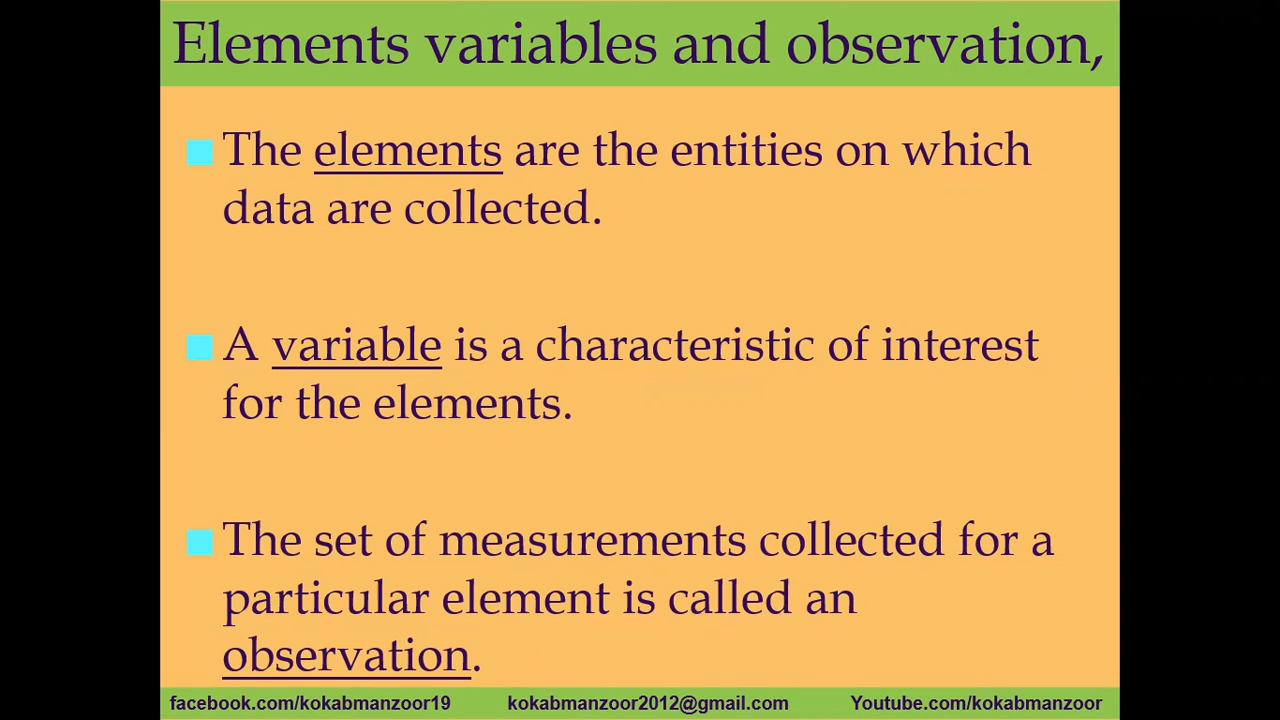 Elements variables and observation,
The elements are the entities on which
data are collected.
A variable is a characteristic of interest
for the elements.
The set of measurements collected for a
particular element is called an
observation.
facebook.com/kokabmanzoor19 kokabmanzoor2012@gmail.com Youtube.com/kokabmanzoor